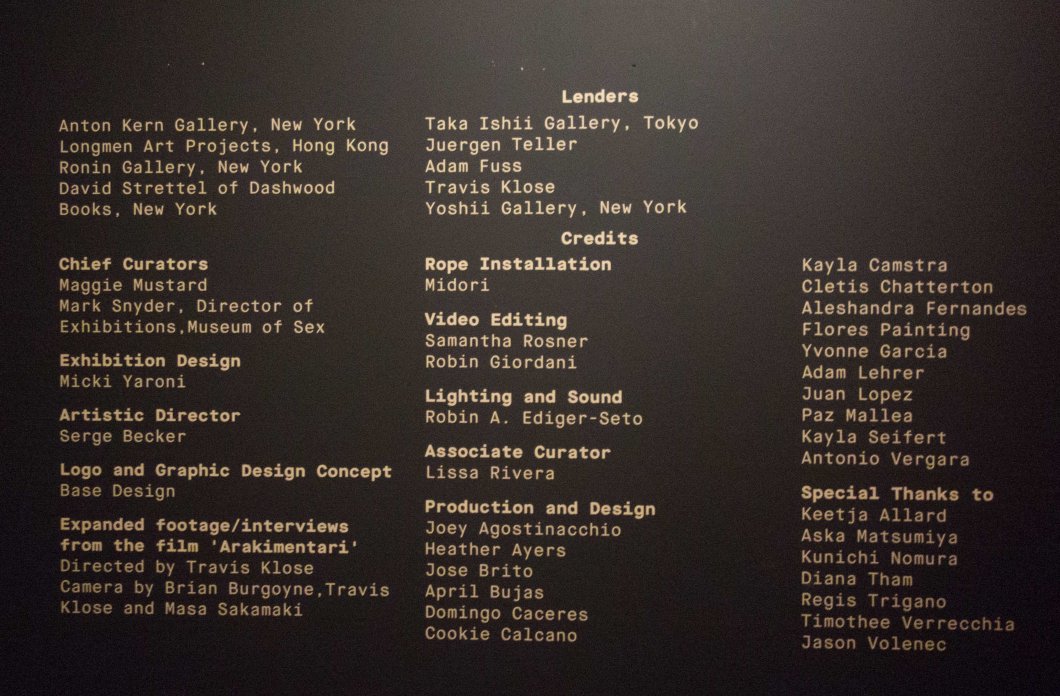 Lenders
Anton Kern Gallery, New York
Longmen Art Projects, Hong Kong
Ronin Gallery, New York
David Strettel of Dashwood
Books, New York
Taka Ishii Gallery, Tokyo
Juergen Teller
Adam Fuss
Travis Klose
Yoshii Gallery, New York
Credits
Chief Curators
Maggie Mustard
Mark Snyder, Director of
Exhibitions,Museum of Sex
Exhibition Design
Micki Yaroni
Artistic Director
Serge Becker
Logo and Graphic Design Concept
Base Design
Expanded footage/interviews
from the film 'Arakimentari'
Directed by Travis Klose
Camera by Brian Burgoyne,Travis
Klose and Masa Sakamaki
Rope Installation
Midori
Video Editing
Samantha Rosner
Robin Giordani
Lighting and Sound
Robin A. Ediger-Seto
Associate Curator
Lissa Rivera
Production and Design
Joey Agostinacchio
Heather Ayers
Jose Brito
April Bujas
Domingo Caceres
Cookie Calcano
Kayla Camstra
Cletis Chatterton
Aleshandra Fernandes
Flores Painting
Yvonne Garcia
Adam Lehrer
Juan Lopez
Paz Mallea
Kayla Seifert
Antonio Vergara
Special Thanks to
Keetja Allard
Aska Matsumiya
Kunichi Nomura
Diana Tham
Regis Trigano
Timothee Verrecchia
Jason Volenec